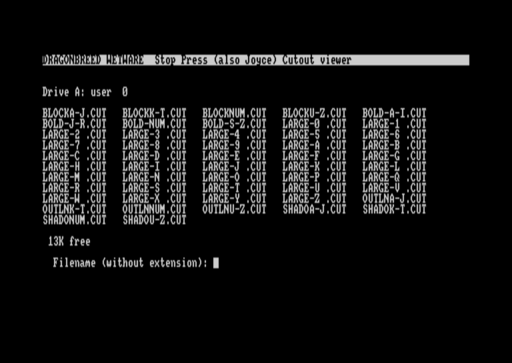 DRAGONBREED WETWARE  Stop Press (also Joyce) Cutout viewer
Drive A: user  0
BLOCKA-J.CUT   BLOCKK-T.CUT   BLOCKNUM.CUT   BLOCKU-Z.CUT   BOLD-A-I.CUT
BOLD-J-R.CUT   BOLD-NUM.CUT   BOLD-S-Z.CUT   LARGE-0 .CUT   LARGE-1 .CUT
LARGE-2 .CUT   LARGE-3 .CUT   LARGE-4 .CUT   LARGE-5 .CUT   LARGE-6 .CUT
LARGE-7 .CUT   LARGE-8 .CUT   LARGE-9 .CUT   LARGE-A .CUT   LARGE-B .CUT
LARGE-C .CUT   LARGE-D .CUT   LARGE-E .CUT   LARGE-F .CUT   LARGE-G .CUT
LARGE-H .CUT   LARGE-I .CUT   LARGE-J .CUT   LARGE-K .CUT   LARGE-L .CUT
LARGE-M .CUT   LARGE-N .CUT   LARGE-O .CUT   LARGE-P .CUT   LARGE-Q .CUT
LARGE-R .CUT   LARGE-S .CUT   LARGE-T .CUT   LARGE-U .CUT   LARGE-V .CUT
LARGE-W .CUT   LARGE-X .CUT   LARGE-Y .CUT   LARGE-Z .CUT   OUTLNA-J.CUT
OUTLNK-T.CUT   OUTLNNUM.CUT   OUTLNU-Z.CUT   SHADOA-J.CUT   SHADOK-T.CUT
SHADONUM.CUT   SHADOU-Z.CUT
13K free
Filename (without extension):